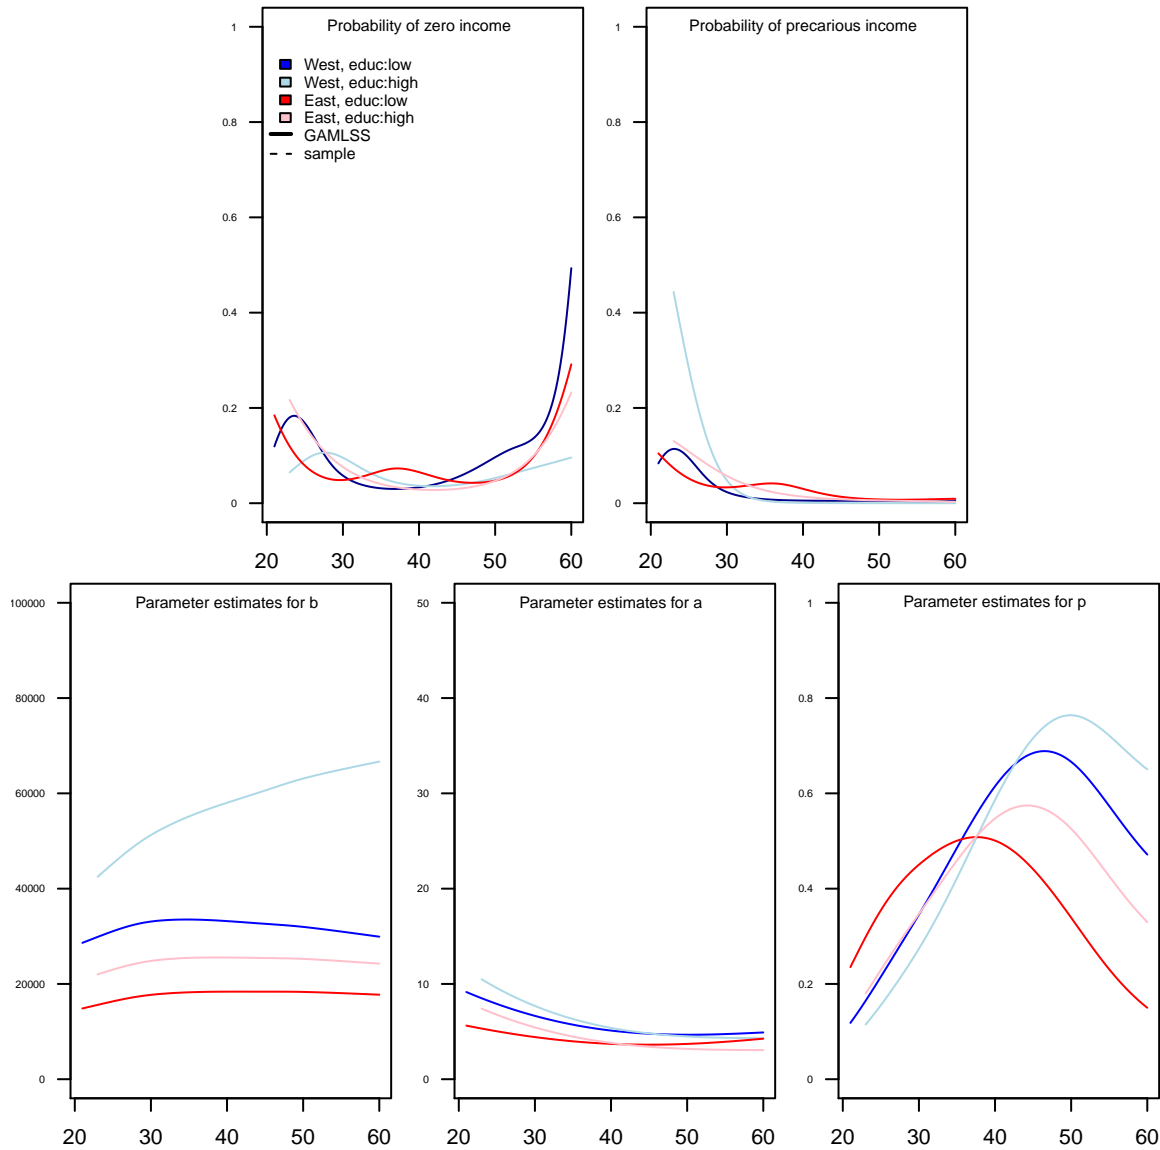 Probability of zero income
1
0.8
0.6
0.4
0.2
0
West, educ:low
West, educ:high
East, educ:low
East, educ:high
GAMLSS
sample
20 30 40 50 60
Probability of precarious income
1
0.8
0.6
0.4
0.2
0
20 30 40 50 60
Parameter estimates for b
100000
80000
60000
40000
20000
0
20 30 40 50 60
Parameter estimates for a
50
40
30
20
10
0
20 30 40 50 60
Parameter estimates for p
1
0.8
0.6
0.4
0.2
0
20 30 40 50 60